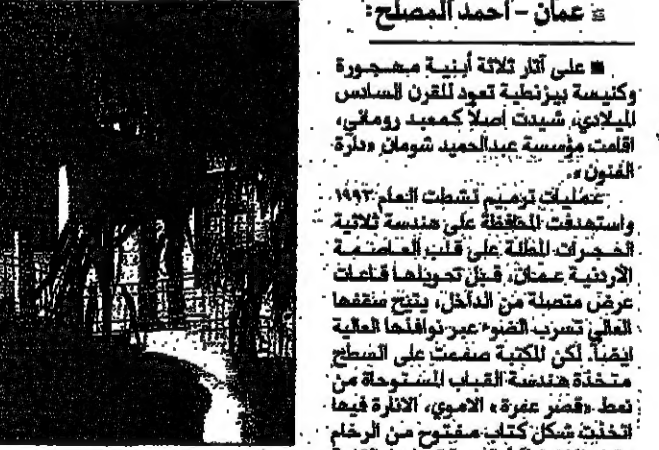 عمان - أحمد المصلح:
على آثار ثلاثة أبنية مهجورة
وكنيسة بيزنطية تعود للقرن السادس
الميلادي، شيدت أصلاً كمعبد روماني،
اقامت مؤسسة عبدالحميد شومان «دارة
الفنون».
عمليات ترميم نشطت العام ١٩٩٢
واستهدفت المحافظة على هندسة ثلاثية
الحجرات المطلة على قلب العاصمة
الأردنية عمان، قبل تحويلها قاعات
عرض متصلة من الداخل، يتيح سقفها
العالي تسرب الضوء عبر نوافذها العالية
ايضاً. لكن المكتبة صممت على السطح
متخذة هندسة القباب المستوحاة من
نمط «قصر عمرة» الاموي، الانارة فيها
اتخذت شكل كتاب مفتوح من الرخام